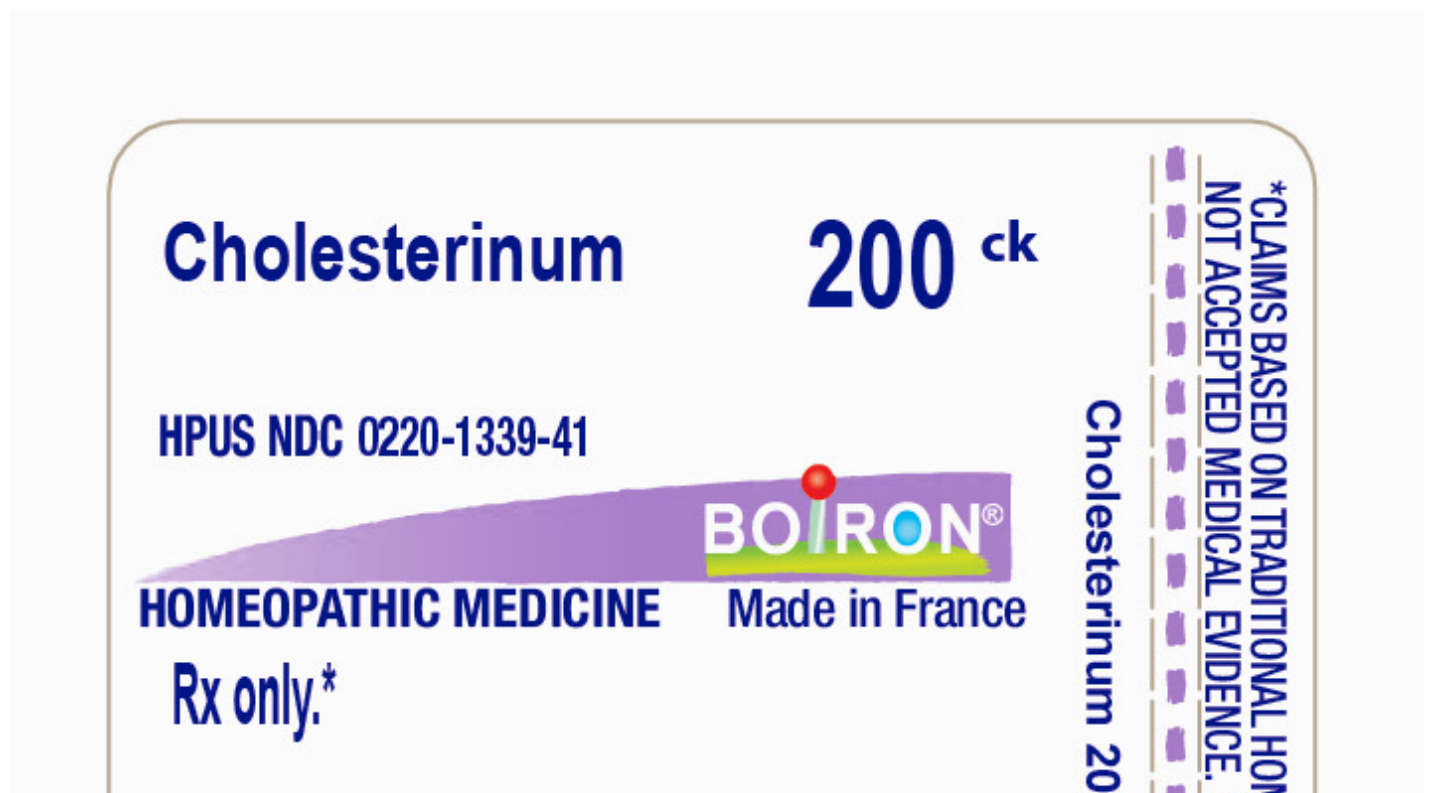 Cholesterinum 200 ck
HPUS NDC 0220-1339-41
BOIRON®
HOMEOPATHIC MEDICINE Made in France
Rx only.*
Cholesterinum 20
*CLAIMS BASED ON TRADITIONAL
NOT ACCEPTED MEDICAL EVIDENCE.